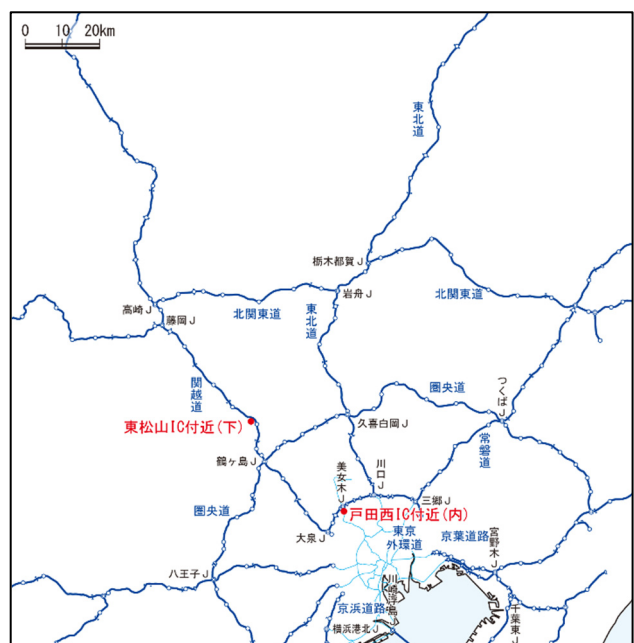 0 10 20km
東北道
栃木都賀J
岩舟J
高崎J
藤岡J
北関東道
東北道
北関東道
関越道
圏央道
つくばJ
東松山IC付近(下)
久喜白岡J
常磐道
鶴ヶ島J
美女木J
川口J
三郷J
圏央道
戸田西IC付近(内)
大泉J
東京
外環道
京葉道路
宮野木J
八王子J
川崎浮島J
京浜道路
千葉東J
横浜港北J